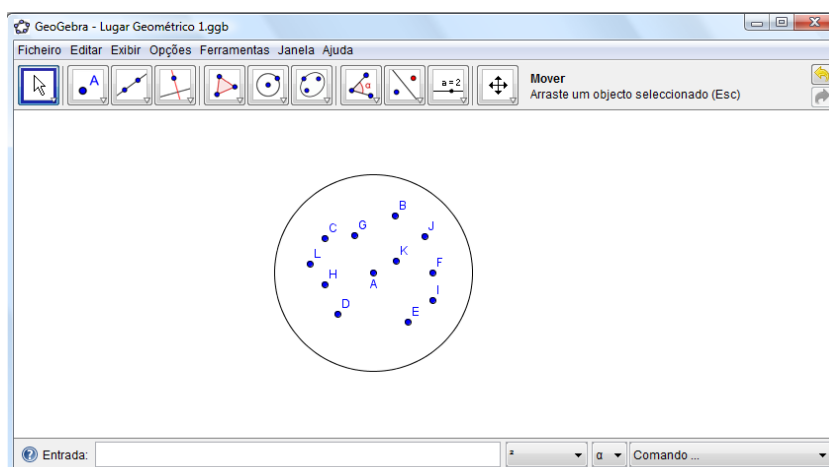 GeoGebra - Lugar Geométrico 1.ggb
Ficheiro Editar Exibir Opções Ferramentas Janela Ajuda
A
α
a=2
Mover
Arraste um objecto seleccionado (Esc)
B
C
G
J
L
K
H
A
F
I
D
E
Entrada:
²
α
Comando ...